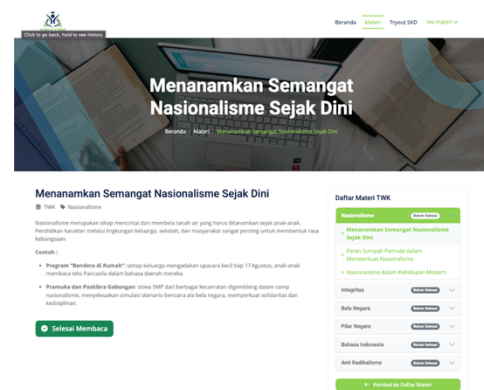 Click to go back, hold to see history
Beranda
Materi
Tryout SKD
Menanamkan Semangat
Nasionalisme Sejak Dini
Beranda
Materi
Menanamkan Semangat Nasionalisme Sejak Dini
Menanamkan Semangat Nasionalisme Sejak Dini
TWK Nasionalisme
Nasionalisme merupakan sikap mencintai dan membela tanah air yang harus ditanamkan sejak anak-anak.
Pendidikan karakter melalui lingkungan keluarga, sekolah, dan masyarakat sangat penting untuk membentuk rasa
kebangsaan.
Contoh :
• Program "Bendera di Rumah": setiap keluarga mengadakan upacara kecil tiap 17 Agustus, anak-anak
membaca teks Pancasila dalam bahasa daerah mereka.
• Pramuka dan Paskibra Gabungan: siswa SMP dari berbagai kecamatan digembleng dalam camp
nasionalisme, menyelesaikan simulasi skenario bencana ala bela negara, memperkuat solidaritas dan
kedisiplinan.
Selesai Membaca
Daftar Materi TWK
Nasionalisme Belum Selesai
Menanamkan Semangat Nasionalisme
Sejak Dini
Peran Sumpah Pemuda dalam
Memperkuat Nasionalisme
Nasionalisme dalam Kehidupan Modern
Integritas Belum Selesai
Bela Negara Belum Selesai
Pilar Negara Belum Selesai
Bahasa Indonesia Belum Selesai
Anti Radikalisme Belum Selesai
← Kembali ke Daftar Materi